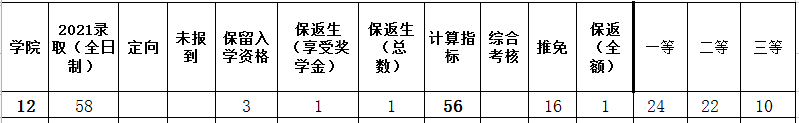 学院 2021录取（全日制） 定向 未报到 保留入学资格 保返生（享受奖学金） 保返生（总数） 计算指标 综合考核 推免 保返（全额） 一等 二等 三等
12 58 3 1 1 56 16 1 24 22 10